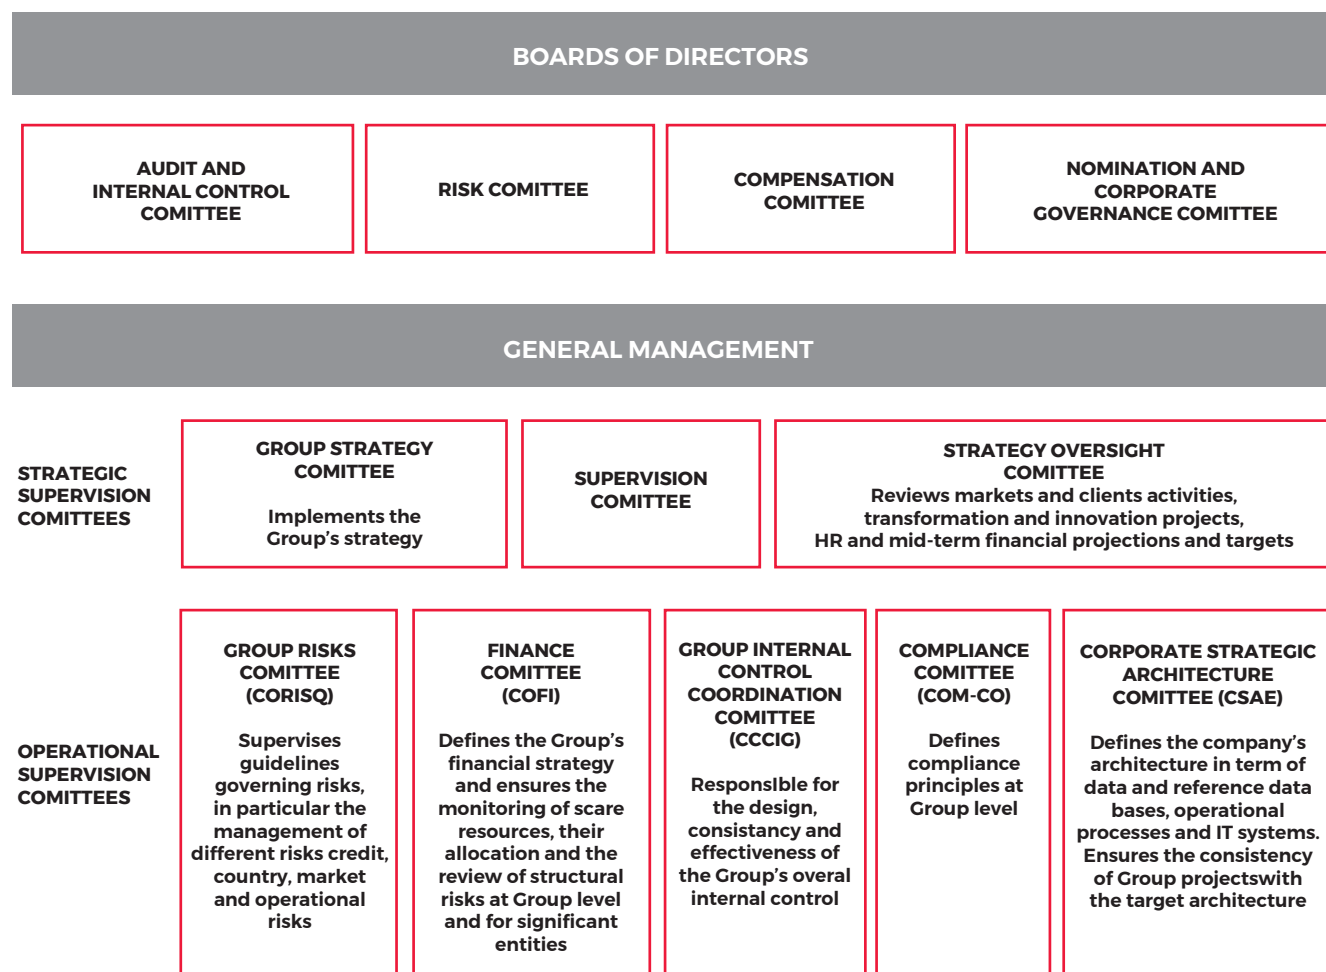 BOARDS OF DIRECTORS
AUDIT AND
INTERNAL CONTROL
COMITTEE
RISK COMITTEE
COMPENSATION
COMITTEE
NOMINATION AND
CORPORATE
GOVERNANCE COMITTEE
GENERAL MANAGEMENT
STRATEGIC
SUPERVISION
COMITTEES
GROUP STRATEGY
COMITTEE
Implements the
Group’s strategy
SUPERVISION
COMITTEE
STRATEGY OVERSIGHT
COMITTEE
Reviews markets and clients activities,
transformation and innovation projects,
HR and mid-term financial projections and targets
OPERATIONAL
SUPERVISION
COMITTEES
GROUP RISKS
COMITTEE
(CORISQ)
Supervises
guidelines
governing risks,
in particular the
management of
different risks credit,
country, market
and operational
risks
FINANCE
COMITTEE
(COFI)
Defines the Group’s
financial strategy
and ensures the
monitoring of scare
resources, their
allocation and the
review of structural
risks at Group level
and for significant
entities
GROUP INTERNAL
CONTROL
COORDINATION
COMITTEE
(CCCIG)
ResponsIble for
the design,
consistancy and
effectiveness of
the Group’s overal
internal control
COMPLIANCE
COMITTEE
(COM-CO)
Defines
compliance
principles at
Group level
CORPORATE STRATEGIC
ARCHITECTURE
COMITTEE (CSAE)
Defines the company’s
architecture in term of
data and reference data
bases, operational
processes and IT systems.
Ensures the consistency
of Group projectswith
the target architecture